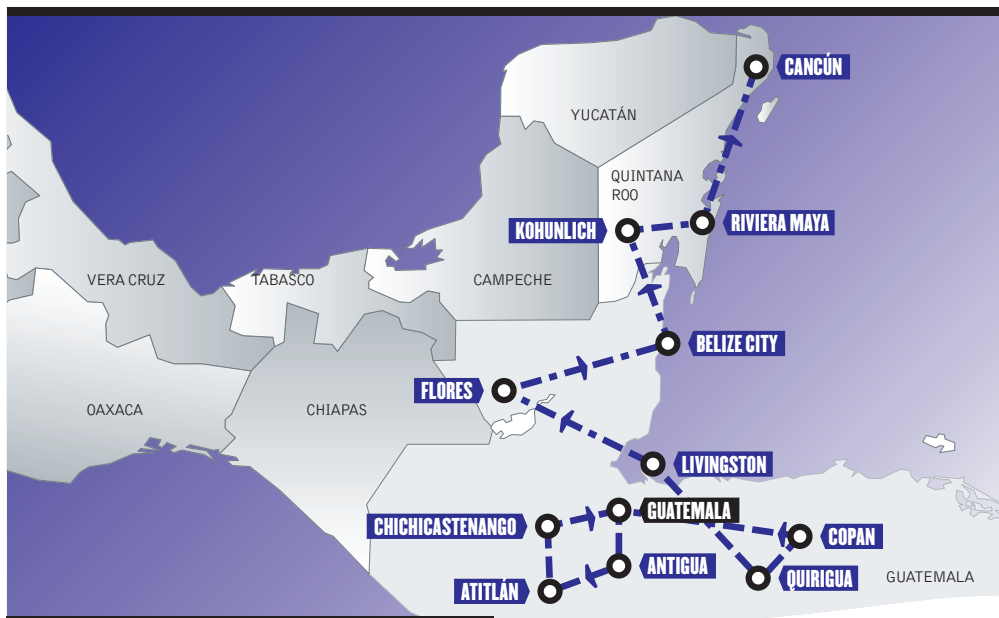 CANCÚN
YUCATÁN
QUINTANA
ROO
KOHUNLICH
RIVIERA MAYA
VERA CRUZ
TABASCO
CAMPECHE
BELIZE CITY
FLORES
OAXACA
CHIAPAS
LIVINGSTON
GUATEMALA
CHICHICASTENANGO
COPAN
ANTIGUA
QUIRIGUA
GUATEMALA
ATITLÁN